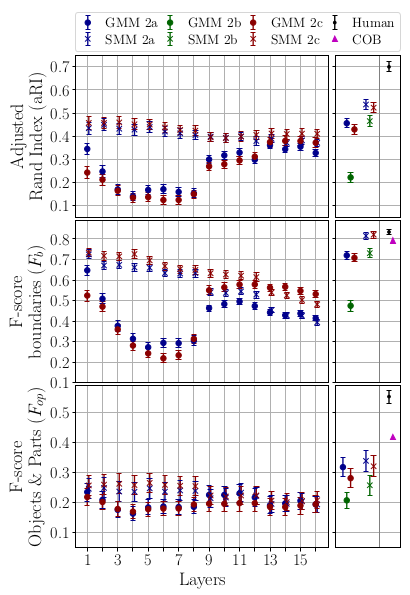 GMM 2a GMM 2b GMM 2c Human
SMM 2a SMM 2b SMM 2c COB
Adjusted
Rand Index (aRI)
0.7
0.6
0.5
0.4
0.3
0.2
0.1
F-score
boundaries (F_b)
0.8
0.7
0.6
0.5
0.4
0.3
0.2
0.1
F-score
Objects & Parts (F_op)
0.5
0.4
0.3
0.2
0.1
1 3 5 7 9 11 13 15
Layers